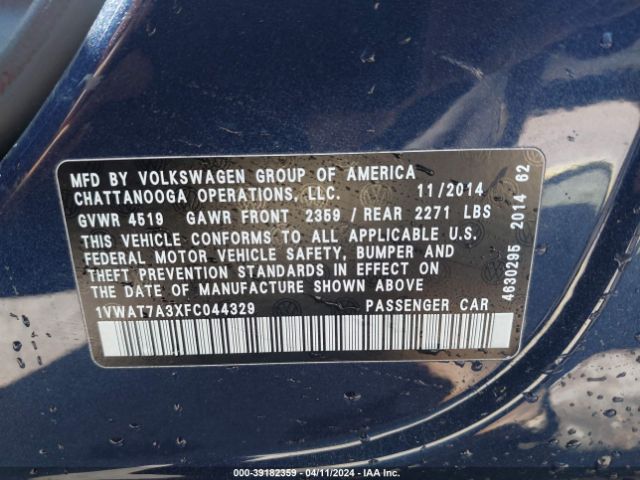 MFD BY VOLKSWAGEN GROUP OF AMERICA
CHATTANOOGA OPERATIONS, LLC. 11/2014
GVWR 4519 GAWR FRONT 2359 / REAR 2271 LBS
THIS VEHICLE CONFORMS TO ALL APPLICABLE U.S.
FEDERAL MOTOR VEHICLE SAFETY, BUMPER AND
THEFT PREVENTION STANDARDS IN EFFECT ON
THE DATE OF MANUFACTURE SHOWN ABOVE
1VWAT7A3XFC044329 PASSENGER CAR
4630295 2014 62
000-39182359 - 04/11/2024 - IAA Inc.